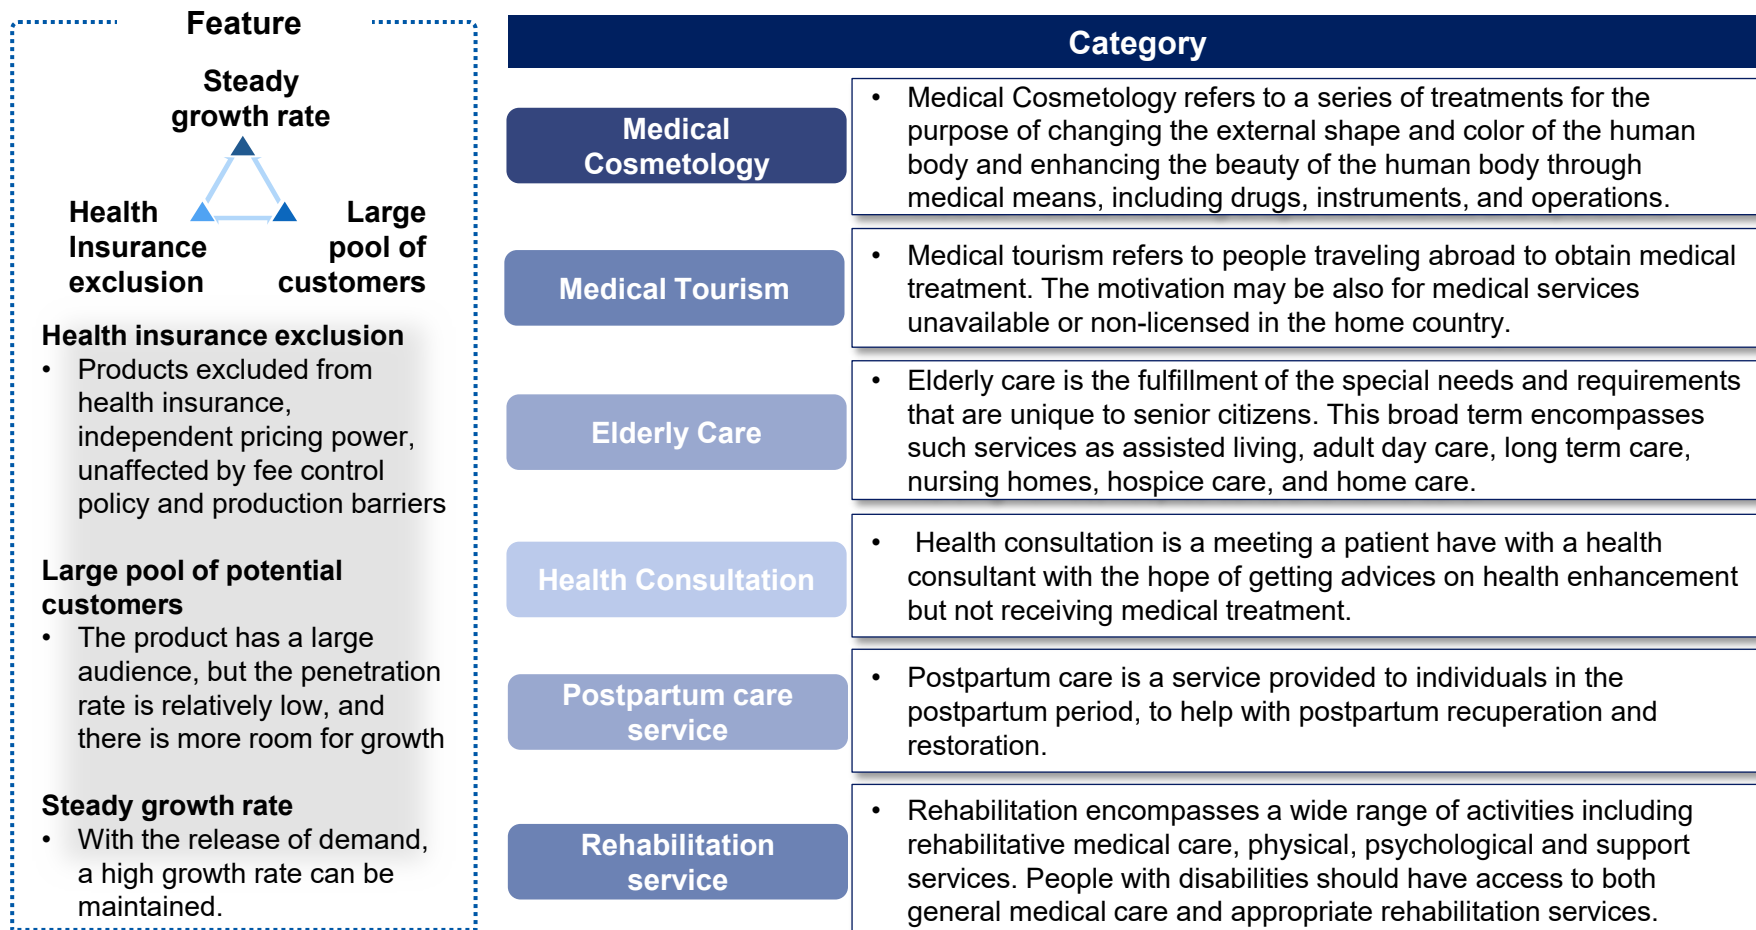 Feature
Steady
growth rate
Health
Insurance
exclusion
Large
pool of
customers
Health insurance exclusion
• Products excluded from
health insurance,
independent pricing power,
unaffected by fee control
policy and production barriers
Large pool of potential
customers
• The product has a large
audience, but the penetration
rate is relatively low, and
there is more room for growth
Steady growth rate
• With the release of demand,
a high growth rate can be
maintained.
Category
Medical
Cosmetology
• Medical Cosmetology refers to a series of treatments for the
purpose of changing the external shape and color of the human
body and enhancing the beauty of the human body through
medical means, including drugs, instruments, and operations.
Medical Tourism
• Medical tourism refers to people traveling abroad to obtain medical
treatment. The motivation may be also for medical services
unavailable or non-licensed in the home country.
Elderly Care
• Elderly care is the fulfillment of the special needs and requirements
that are unique to senior citizens. This broad term encompasses
such services as assisted living, adult day care, long term care,
nursing homes, hospice care, and home care.
Health Consultation
• Health consultation is a meeting a patient have with a health
consultant with the hope of getting advices on health enhancement
but not receiving medical treatment.
Postpartum care
service
• Postpartum care is a service provided to individuals in the
postpartum period, to help with postpartum recuperation and
restoration.
Rehabilitation
service
• Rehabilitation encompasses a wide range of activities including
rehabilitative medical care, physical, psychological and support
services. People with disabilities should have access to both
general medical care and appropriate rehabilitation services.